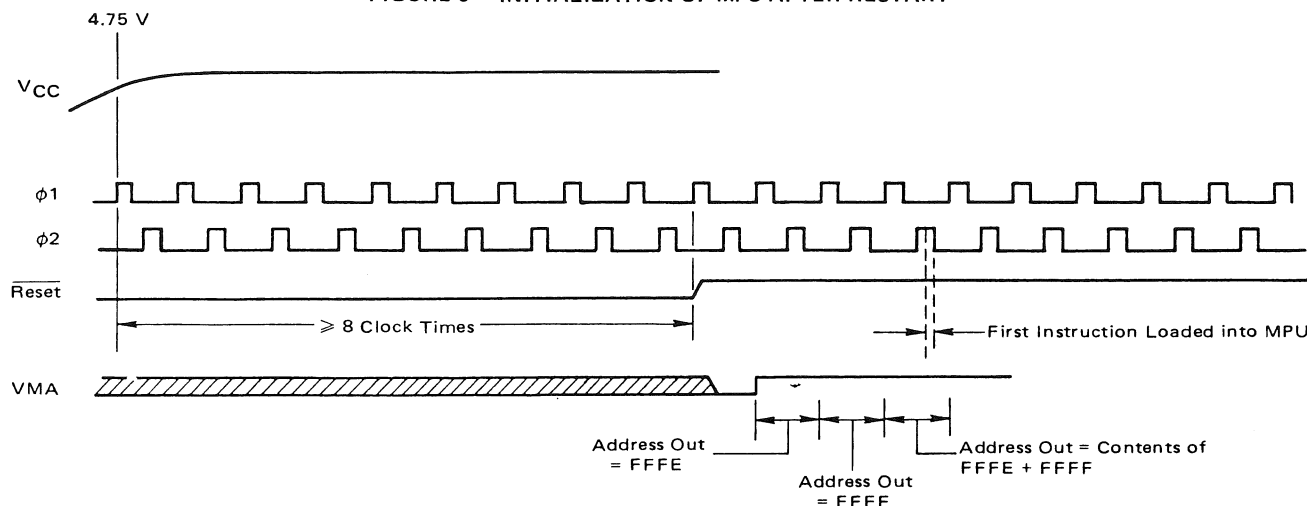 4.75 V
VCC
φ1
φ2
Reset
≥ 8 Clock Times
First Instruction Loaded into MPU
VMA
Address Out
= FFFE
Address Out
= FFFF
Address Out = Contents of
FFFE + FFFF